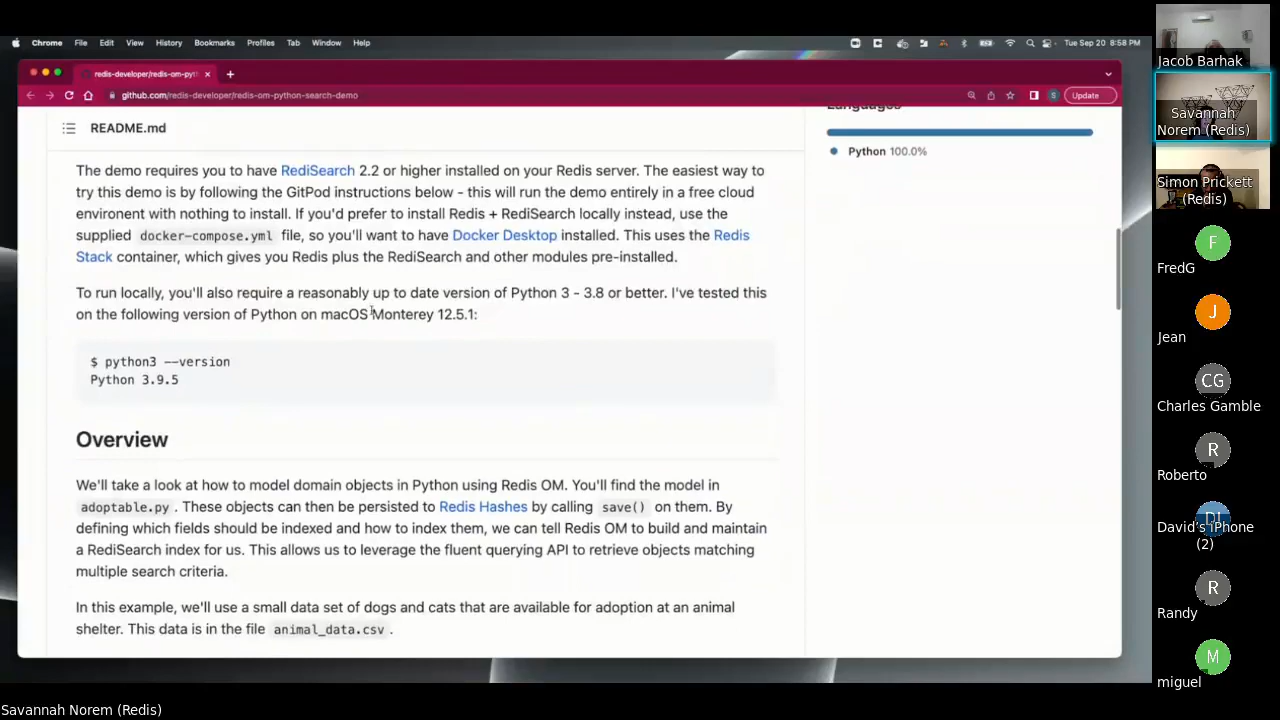 Chrome File Edit View History Bookmarks Profiles Tab Window Help Tue Sep 20 8:58 PM
redis-developer/redis-om-pyt
github.com/redis-developer/redis-om-python-search-demo
Update
README.md
The demo requires you to have RediSearch 2.2 or higher installed on your Redis server. The easiest way to
try this demo is by following the GitPod instructions below - this will run the demo entirely in a free cloud
environent with nothing to install. If you'd prefer to install Redis + RediSearch locally instead, use the
supplied docker-compose.yml file, so you'll want to have Docker Desktop installed. This uses the Redis
Stack container, which gives you Redis plus the RediSearch and other modules pre-installed.
To run locally, you'll also require a reasonably up to date version of Python 3 - 3.8 or better. I've tested this
on the following version of Python on macOS Monterey 12.5.1:
$ python3 --version
Python 3.9.5
Overview
We'll take a look at how to model domain objects in Python using Redis OM. You'll find the model in
adoptable.py . These objects can then be persisted to Redis Hashes by calling save() on them. By
defining which fields should be indexed and how to index them, we can tell Redis OM to build and maintain
a RediSearch index for us. This allows us to leverage the fluent querying API to retrieve objects matching
multiple search criteria.
In this example, we'll use a small data set of dogs and cats that are available for adoption at an animal
shelter. This data is in the file animal_data.csv .
Languages
Python 100.0%
Jacob Barhak
Savannah
Norem (Redis)
Simon Prickett
(Redis)
F
FredG
J
Jean
CG
Charles Gamble
R
Roberto
DI
David's iPhone
(2)
R
Randy
M
miguel
Savannah Norem (Redis)